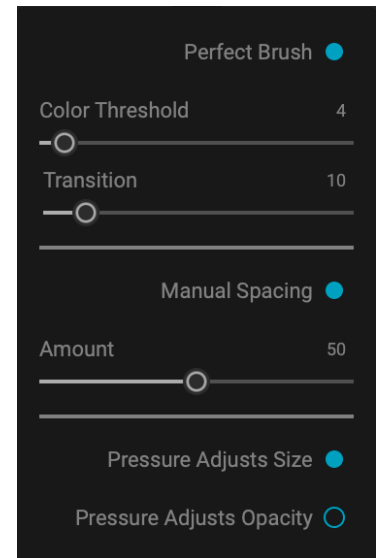 Perfect Brush
Color Threshold 4
Transition 10
Manual Spacing
Amount 50
Pressure Adjusts Size
Pressure Adjusts Opacity